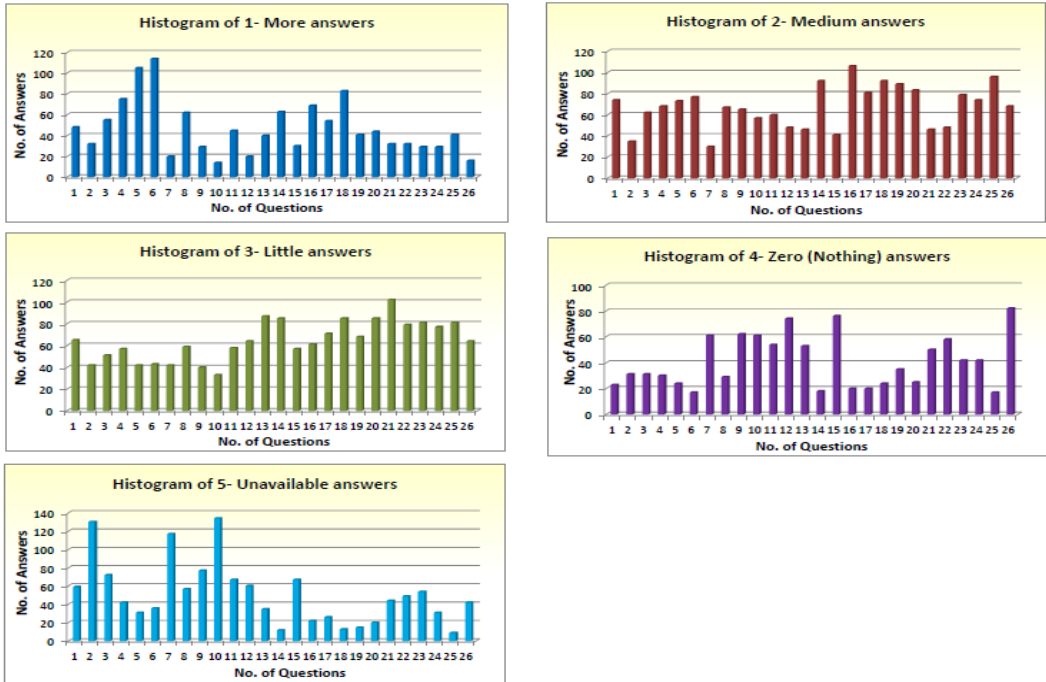 Histogram of 1- More answers
No. of Answers
120
100
80
60
40
20
0
1 2 3 4 5 6 7 8 9 10 11 12 13 14 15 16 17 18 19 20 21 22 23 24 25 26
No. of Questions
Histogram of 2- Medium answers
No. of Answers
120
100
80
60
40
20
0
1 2 3 4 5 6 7 8 9 10 11 12 13 14 15 16 17 18 19 20 21 22 23 24 25 26
No. of Questions
Histogram of 3- Little answers
No. of Answers
120
100
80
60
40
20
0
1 2 3 4 5 6 7 8 9 10 11 12 13 14 15 16 17 18 19 20 21 22 23 24 25 26
No. of Questions
Histogram of 4- Zero (Nothing) answers
No. of Answers
100
80
60
40
20
0
1 2 3 4 5 6 7 8 9 10 11 12 13 14 15 16 17 18 19 20 21 22 23 24 25 26
No. of Questions
Histogram of 5- Unavailable answers
No. of Answers
140
120
100
80
60
40
20
0
1 2 3 4 5 6 7 8 9 10 11 12 13 14 15 16 17 18 19 20 21 22 23 24 25 26
No. of Questions